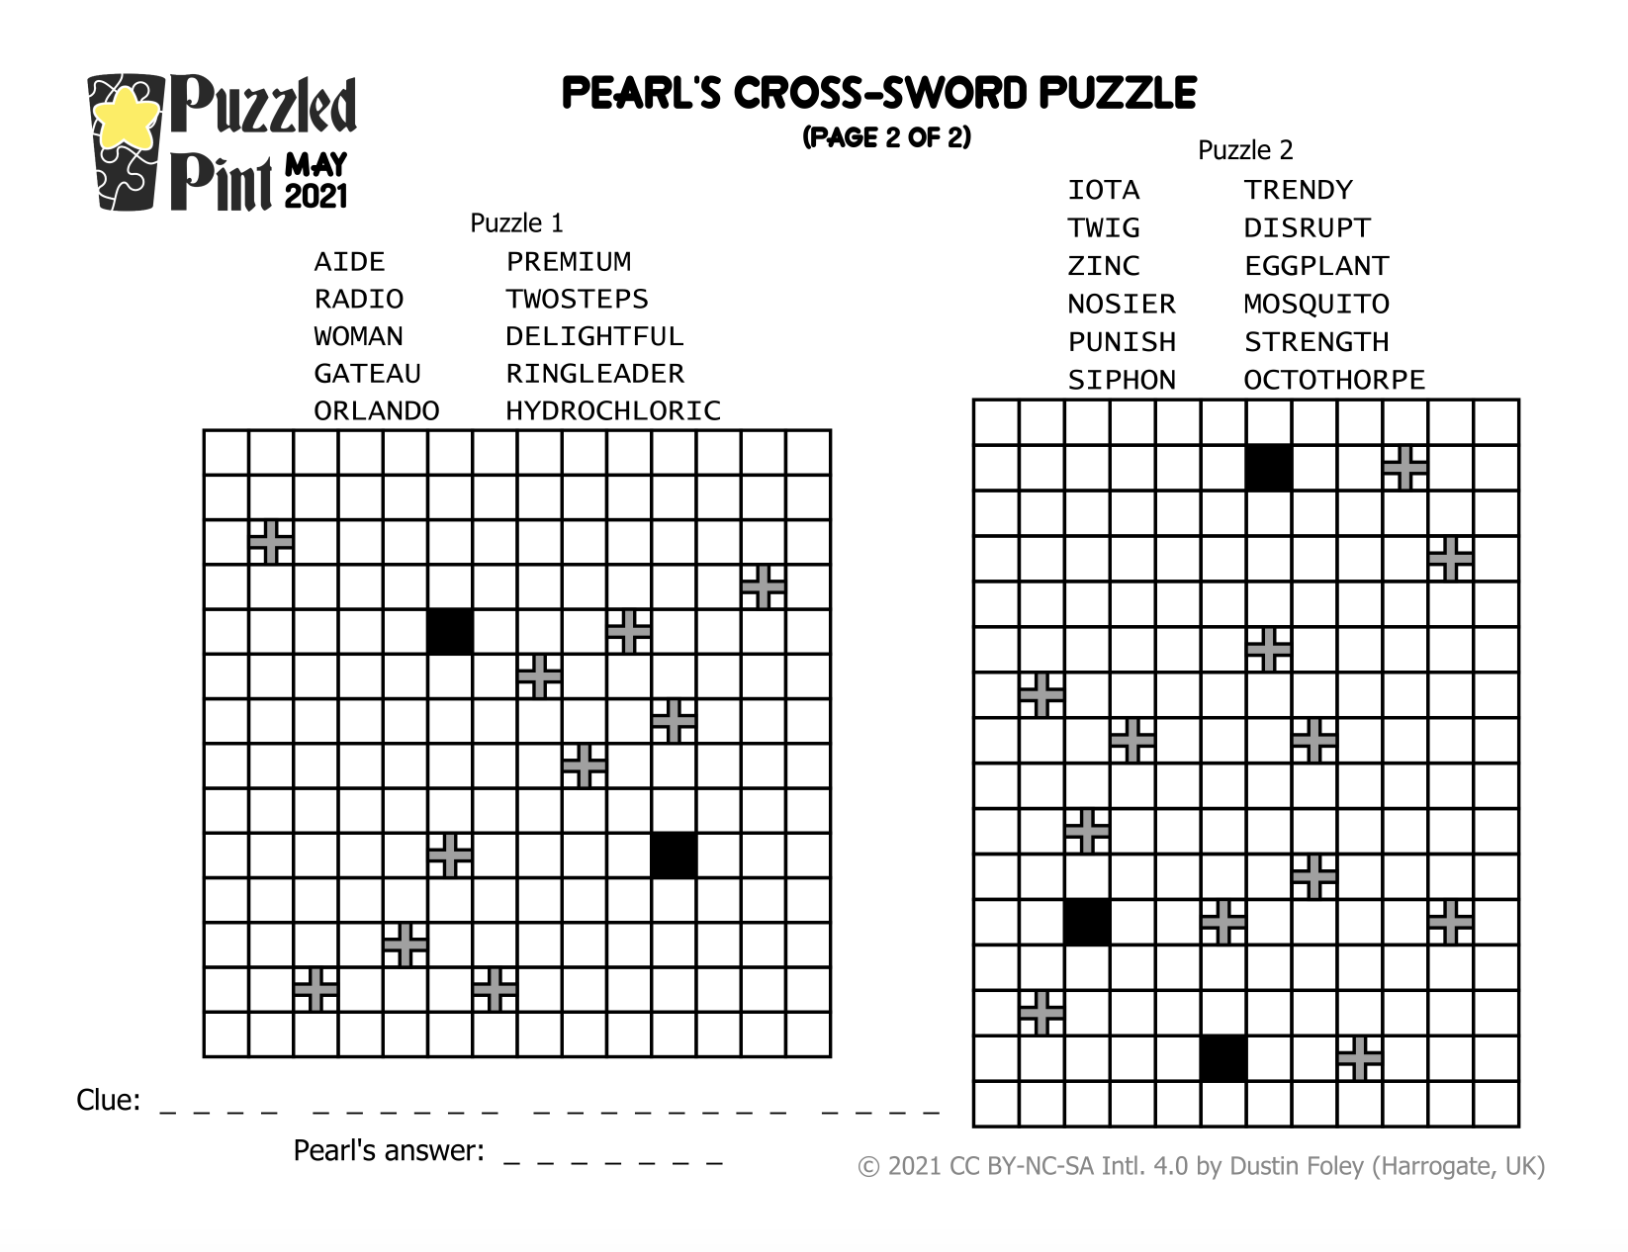 Puzzled
Pint MAY
2021
PEARL'S CROSS-SWORD PUZZLE
(PAGE 2 OF 2)
Puzzle 1
AIDE PREMIUM
RADIO TWOSTEPS
WOMAN DELIGHTFUL
GATEAU RINGLEADER
ORLANDO HYDROCHLORIC
Puzzle 2
IOTA TRENDY
TWIG DISRUPT
ZINC EGGPLANT
NOSIER MOSQUITO
PUNISH STRENGTH
SIPHON OCTOTHORPE
Clue: _ _ _ _ _ _ _ _ _ _ _ _ _ _ _ _ _ _ _ _ _ _
Pearl's answer: _ _ _ _ _ _ _
© 2021 CC BY-NC-SA Intl. 4.0 by Dustin Foley (Harrogate, UK)